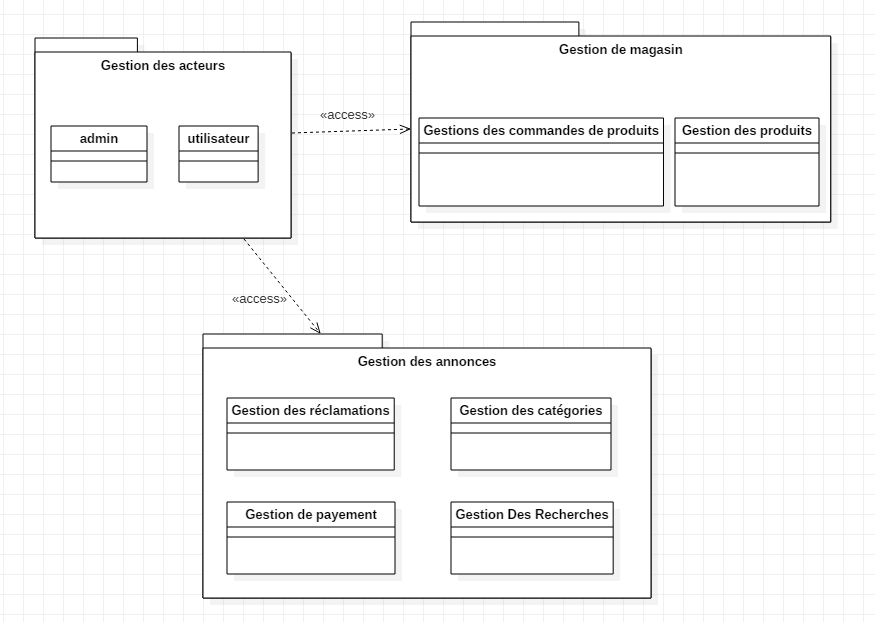 Gestion des acteurs
admin
utilisateur
«access»
Gestion de magasin
Gestions des commandes de produits
Gestion des produits
«access»
Gestion des annonces
Gestion des réclamations
Gestion des catégories
Gestion de payement
Gestion Des Recherches